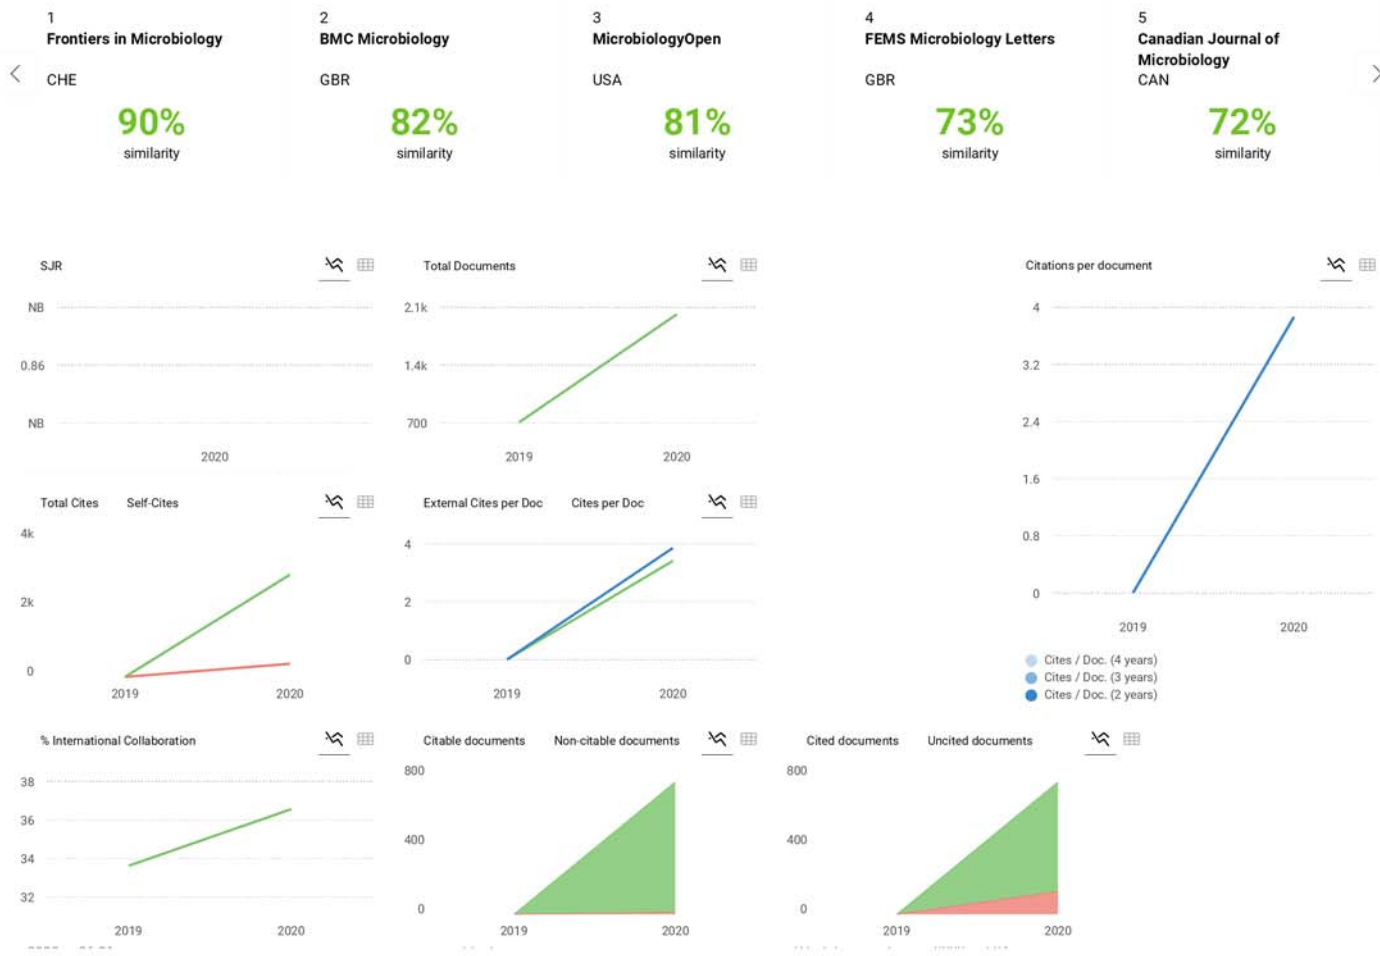 1
Frontiers in Microbiology
CHE
90%
similarity
2
BMC Microbiology
GBR
82%
similarity
3
MicrobiologyOpen
USA
81%
similarity
4
FEMS Microbiology Letters
GBR
73%
similarity
5
Canadian Journal of
Microbiology
CAN
72%
similarity
SJR
NB
0.86
NB
2020
Total Documents
2.1k
1.4k
700
2019 2020
Citations per document
4
3.2
2.4
1.6
0.8
0
2019 2020
Cites / Doc. (4 years)
Cites / Doc. (3 years)
Cites / Doc. (2 years)
Total Cites Self-Cites
4k
2k
0
2019 2020
External Cites per Doc Cites per Doc
4
2
0
2019 2020
% International Collaboration
38
36
34
32
2019 2020
Citable documents Non-citable documents
800
400
0
2019 2020
Cited documents Uncited documents
800
400
0
2019 2020